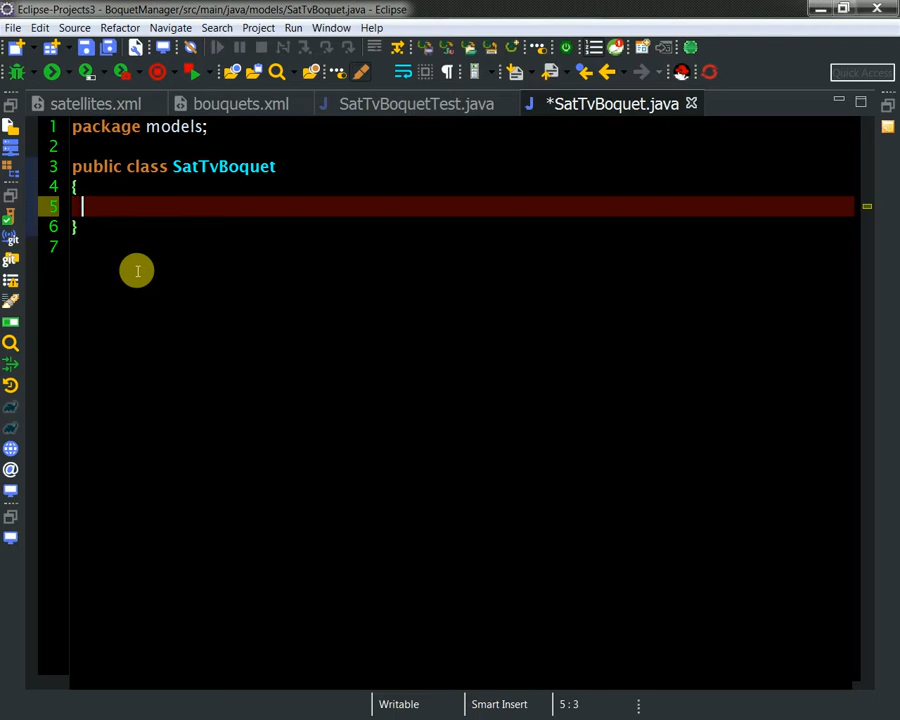 Eclipse-Projects3 - BoquetManager/src/main/java/models/SatTvBoquet.java - Eclipse
File Edit Source Refactor Navigate Search Project Run Window Help
Quick Access
satellites.xml bouquets.xml SatTvBoquetTest.java *SatTvBoquet.java
1 package models;
2
3 public class SatTvBoquet
4 {
5
6 }
7
git
git
Writable Smart Insert 5 : 3